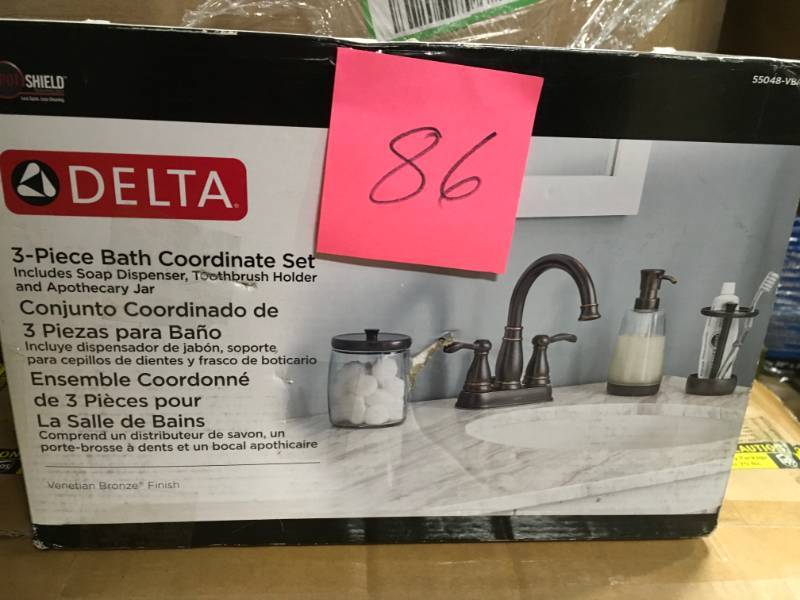 SHIELD
55048-VB
86
DELTA
3-Piece Bath Coordinate Set
Includes Soap Dispenser, Toothbrush Holder
and Apothecary Jar
Conjunto Coordinado de
3 Piezas para Baño
Incluye dispensador de jabón, soporte
para cepillos de dientes y frasco de boticario
Ensemble Coordonné
de 3 Pièces pour
La Salle de Bains
Comprend un distributeur de savon, un
porte-brosse à dents et un bocal apothicaire
Venetian Bronze® Finish
CAUTIO